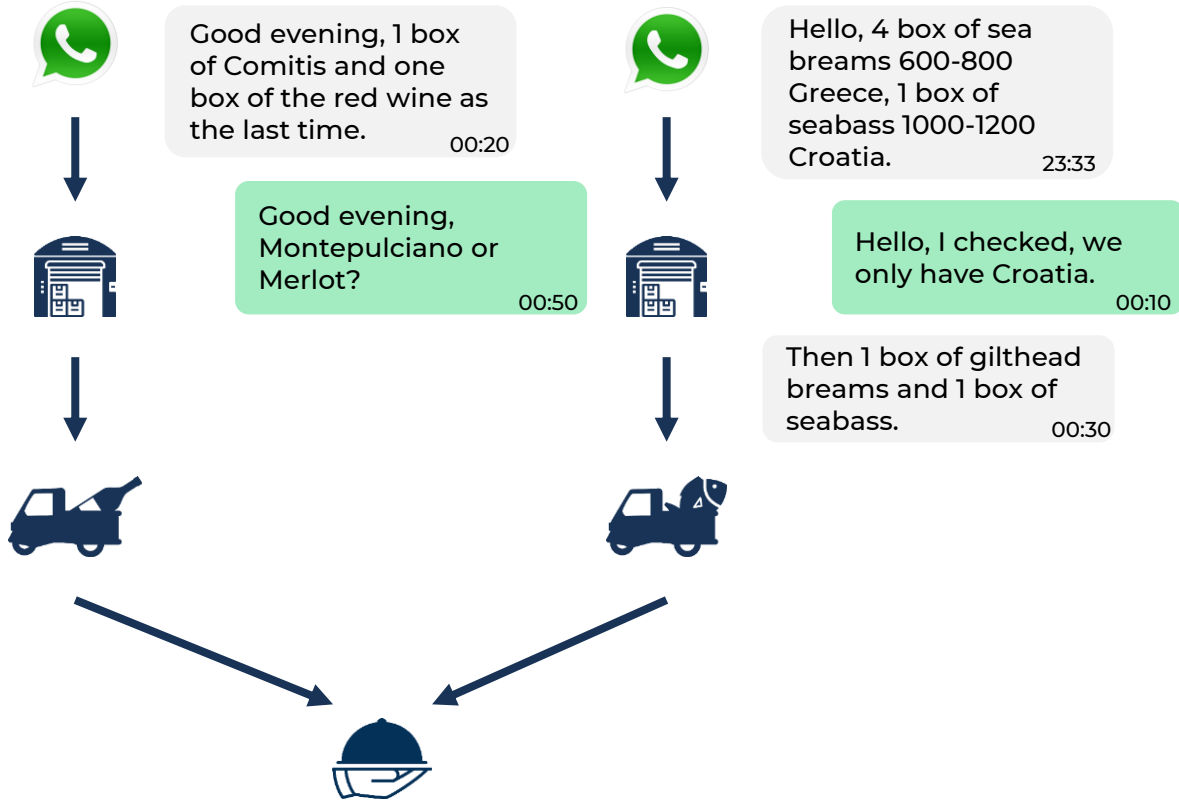 Good evening, 1 box
of Comitis and one
box of the red wine as
the last time.
00:20
Good evening,
Montepulciano or
Merlot?
00:50
Hello, 4 box of sea
breams 600-800
Greece, 1 box of
seabass 1000-1200
Croatia.
23:33
Hello, I checked, we
only have Croatia.
00:10
Then 1 box of gilthead
breams and 1 box of
seabass.
00:30